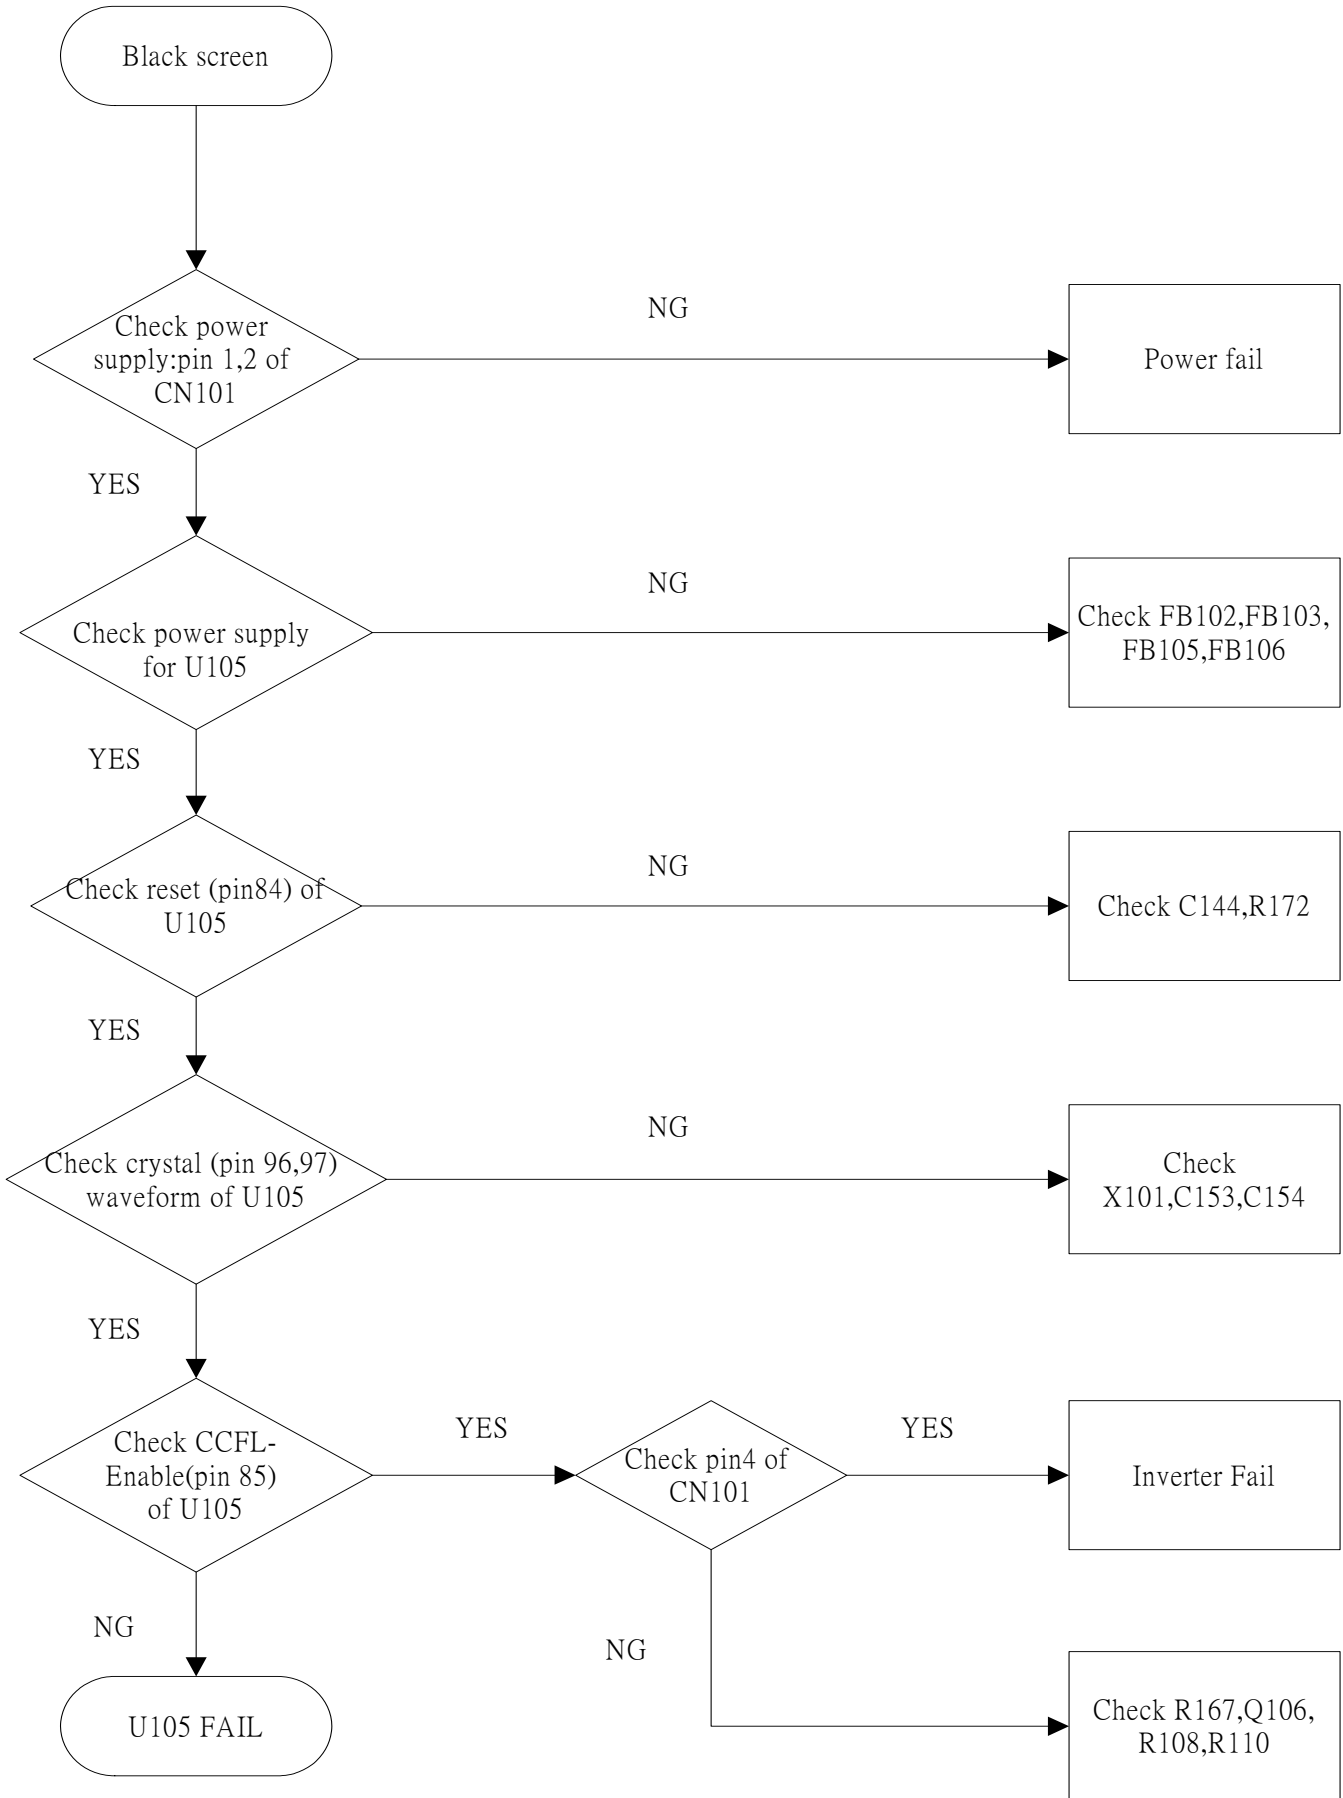 Black screen
Check power
supply:pin 1,2 of
CN101
NG
Power fail
YES
Check power supply
for U105
NG
Check FB102,FB103,
FB105,FB106
YES
Check reset (pin84) of
U105
NG
Check C144,R172
YES
Check crystal (pin 96,97)
waveform of U105
NG
Check
X101,C153,C154
YES
Check CCFL-
Enable(pin 85)
of U105
YES
Check pin4 of
CN101
YES
Inverter Fail
NG
U105 FAIL
NG
Check R167,Q106,
R108,R110